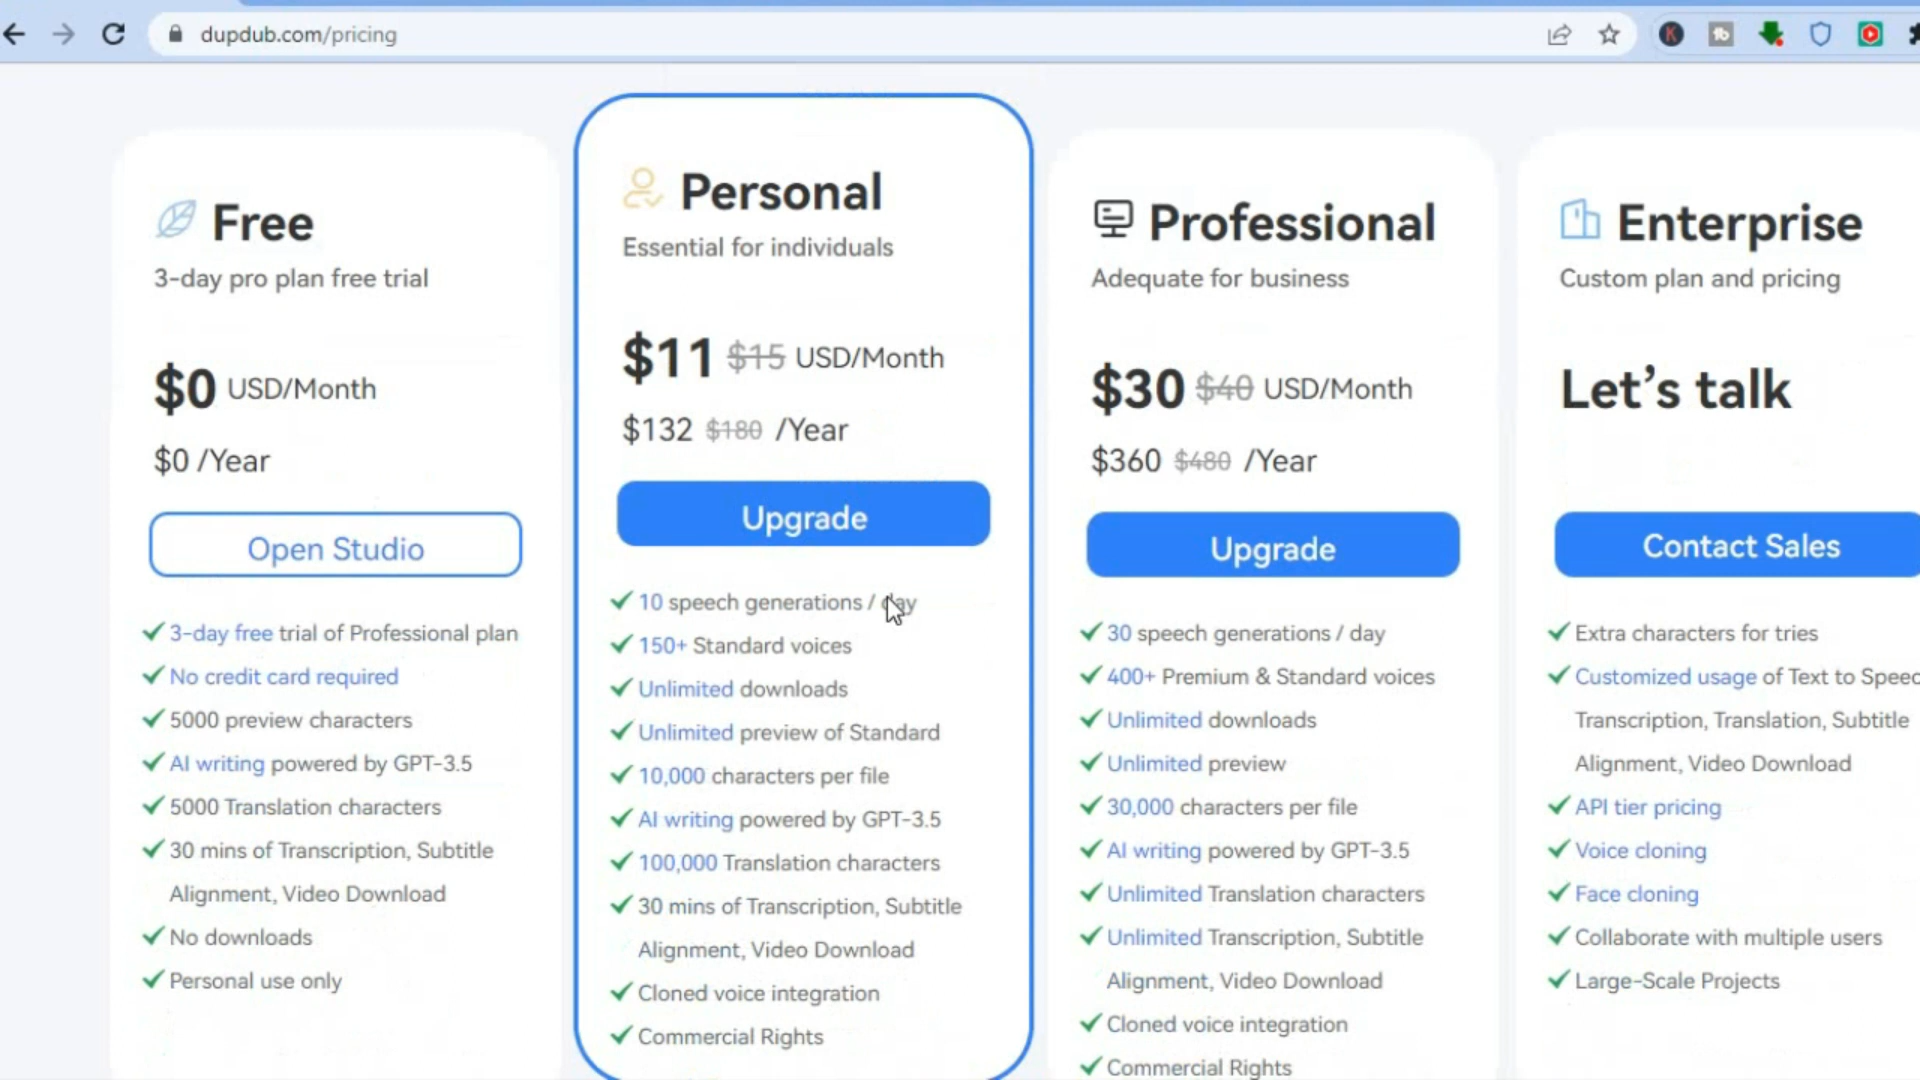 dupdub.com/pricing
Free
3-day pro plan free trial
$0 USD/Month
$0 /Year
Open Studio
3-day free trial of Professional plan
No credit card required
5000 preview characters
AI writing powered by GPT-3.5
5000 Translation characters
30 mins of Transcription, Subtitle
Alignment, Video Download
No downloads
Personal use only
Personal
Essential for individuals
$11 $15 USD/Month
$132 $180 /Year
Upgrade
10 speech generations / day
150+ Standard voices
Unlimited downloads
Unlimited preview of Standard
10,000 characters per file
AI writing powered by GPT-3.5
100,000 Translation characters
30 mins of Transcription, Subtitle
Alignment, Video Download
Cloned voice integration
Commercial Rights
Professional
Adequate for business
$30 $40 USD/Month
$360 $480 /Year
Upgrade
30 speech generations / day
400+ Premium & Standard voices
Unlimited downloads
Unlimited preview
30,000 characters per file
AI writing powered by GPT-3.5
Unlimited Translation characters
Unlimited Transcription, Subtitle
Alignment, Video Download
Cloned voice integration
Commercial Rights
Enterprise
Custom plan and pricing
Let's talk
Contact Sales
Extra characters for tries
Customized usage of Text to Speec
Transcription, Translation, Subtitle
Alignment, Video Download
API tier pricing
Voice cloning
Face cloning
Collaborate with multiple users
Large-Scale Projects